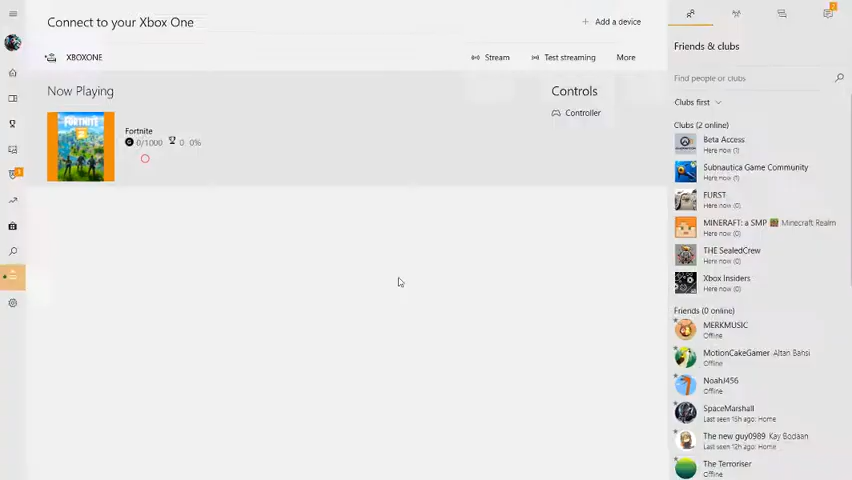 Connect to your Xbox One
+ Add a device
XBOXONE
Stream
Test streaming
More
Now Playing
Fortnite
G 0/1000 0 0%
Controls
Controller
Friends & clubs
Find people or clubs
Clubs first
Clubs (2 online)
Beta Access
Here now (1)
Subnautica Game Community
Here now (1)
FURST
Here now (0)
MINERAFT: a SMP Minecraft Realm
Here now (0)
THE SealedCrew
Here now (0)
Xbox Insiders
Here now (0)
Friends (0 online)
MERKMUSIC
Offline
MotionCakeGamer Altan Bahsi
Offline
NoahJ456
Offline
SpaceMarshall
Last seen 15h ago: Home
The new guy0989 Kay Bodaan
Last seen 12h ago: Home
The Terroriser
Offline